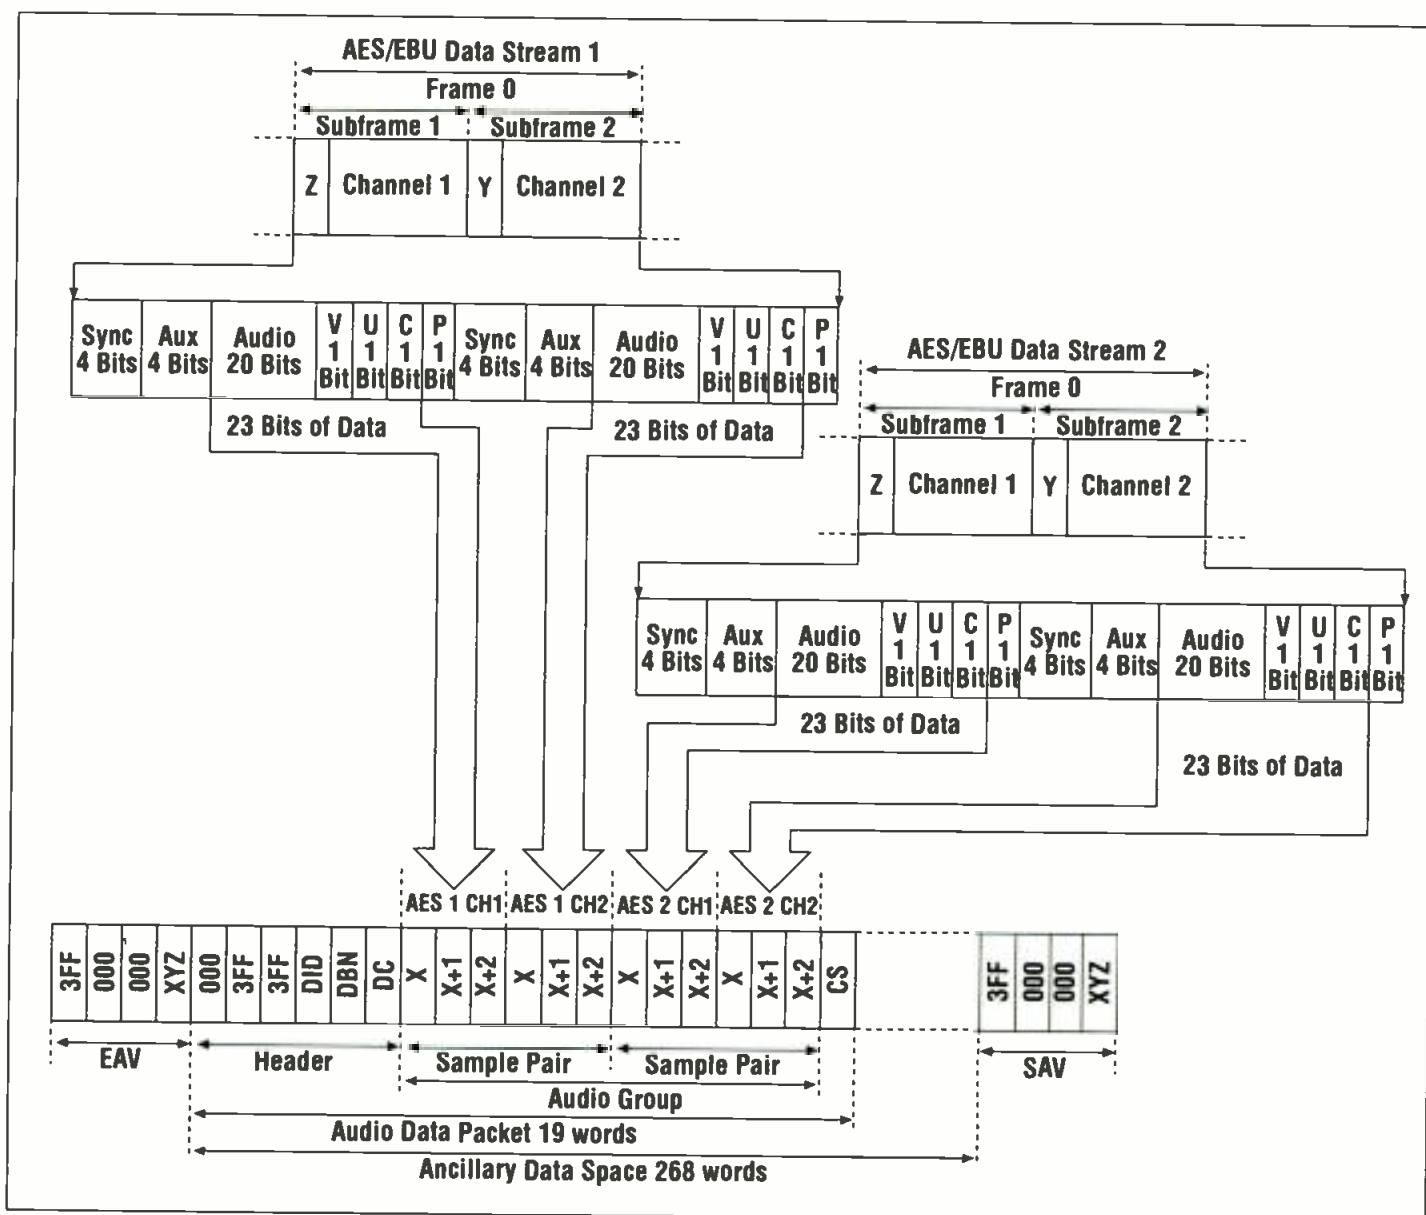 AES/EBU Data Stream 1
Frame 0
Subframe 1 Subframe 2
Z Channel 1 Y Channel 2
Sync 4 Bits Aux 4 Bits Audio 20 Bits V 1 Bit U 1 Bit C 1 Bit P 1 Bit Sync 4 Bits Aux 4 Bits Audio 20 Bits V 1 Bit U 1 Bit C 1 Bit P 1 Bit
23 Bits of Data 23 Bits of Data
AES/EBU Data Stream 2
Frame 0
Subframe 1 Subframe 2
Z Channel 1 Y Channel 2
Sync 4 Bits Aux 4 Bits Audio 20 Bits V 1 Bit U 1 Bit C 1 Bit P 1 Bit Sync 4 Bits Aux 4 Bits Audio 20 Bits V 1 Bit U 1 Bit C 1 Bit P 1 Bit
23 Bits of Data
23 Bits of Data
AES 1 CH1 AES 1 CH2 AES 2 CH1 AES 2 CH2
3FF 000 000 XYZ 000 3FF 3FF DID DBN DC X X+1 X+2 X X+1 X+2 X X+1 X+2 X X+1 X+2 CS 3FF 000 000 XYZ
EAV Header Sample Pair Sample Pair SAV
Audio Group
Audio Data Packet 19 words
Ancillary Data Space 268 words